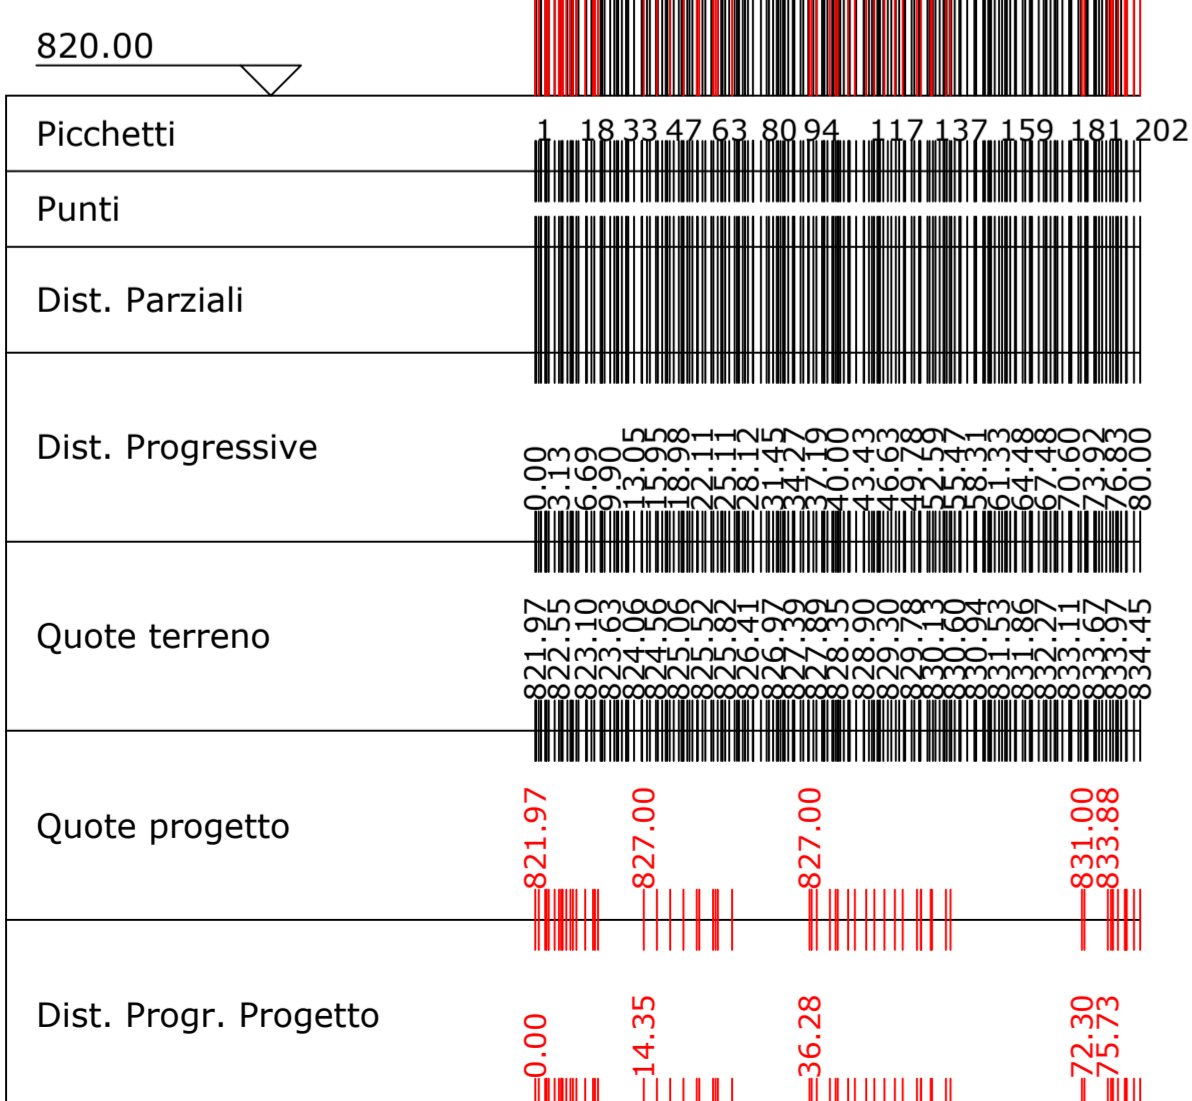 820.00
Picchetti 1 18 33 47 63 80 94 117 137 159 181 202
Punti
Dist. Parziali
Dist. Progressive 0.00 3.13 6.69 9.90 13.05 15.95 18.98 22.11 25.11 28.12 31.45 34.27 37.19 40.00 43.43 46.63 49.78 52.59 55.47 58.31 61.33 64.48 67.48 70.60 73.92 76.83 80.00
Quote terreno 821.97 822.55 823.10 823.63 824.06 824.56 825.06 825.52 825.82 826.41 826.97 827.39 827.89 828.35 828.90 829.30 829.78 830.13 830.60 830.94 831.53 831.86 832.27 833.11 833.67 833.97 834.45
Quote progetto 821.97 827.00 827.00 831.00 833.88
Dist. Progr. Progetto 0.00 14.35 36.28 72.30 75.73